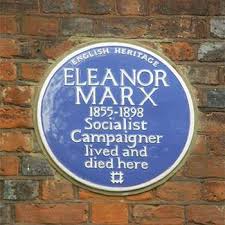 ENGLISH HERITAGE
ELEANOR
MARX
1855-1898
Socialist
Campaigner
lived and
died here